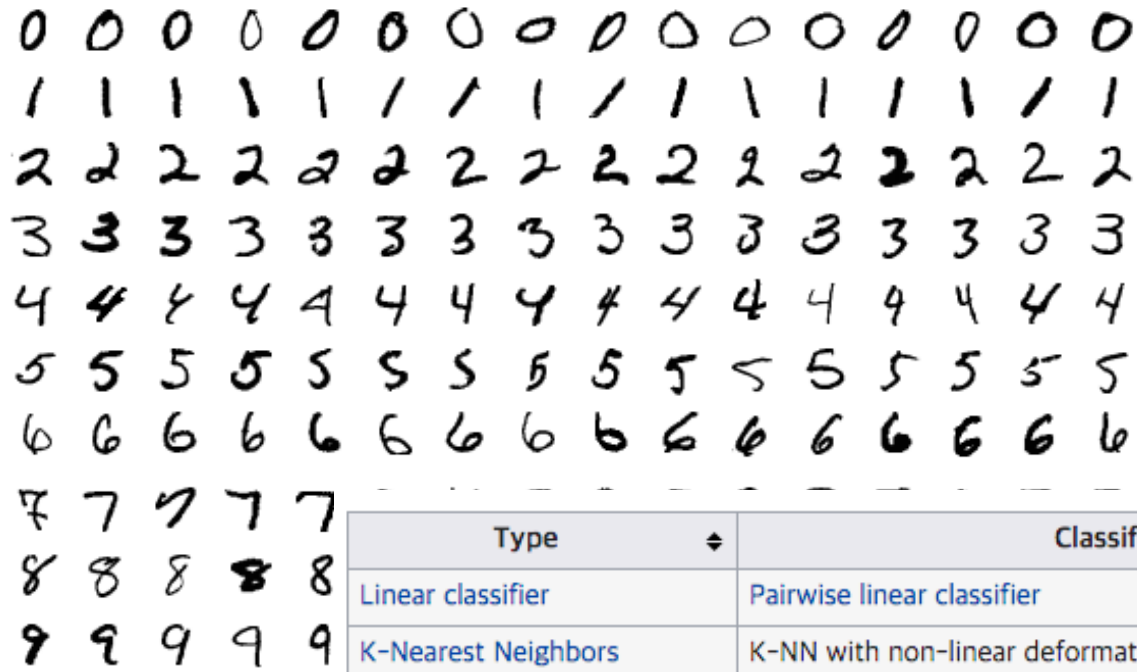 0 0 0 0 0 0 0 0 0 0 0 0 0 0 0 0
1 1 1 1 1 1 1 1 1 1 1 1 1 1 1 1
2 2 2 2 2 2 2 2 2 2 2 2 2 2 2 2
3 3 3 3 3 3 3 3 3 3 3 3 3 3 3 3
4 4 4 4 4 4 4 4 4 4 4 4 4 4 4 4
5 5 5 5 5 5 5 5 5 5 5 5 5 5 5 5
6 6 6 6 6 6 6 6 6 6 6 6 6 6 6 6
7 7 7 7 7
8 8 8 8 8
9 9 9 9 9
Type Classif
Linear classifier Pairwise linear classifier
K-Nearest Neighbors K-NN with non-linear deformat